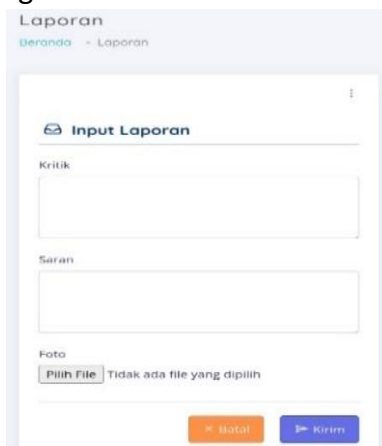 Laporan
Beranda - Laporan
Input Laporan
Kritik
Saran
Foto
Pilih File Tidak ada file yang dipilih
× Batal Kirim